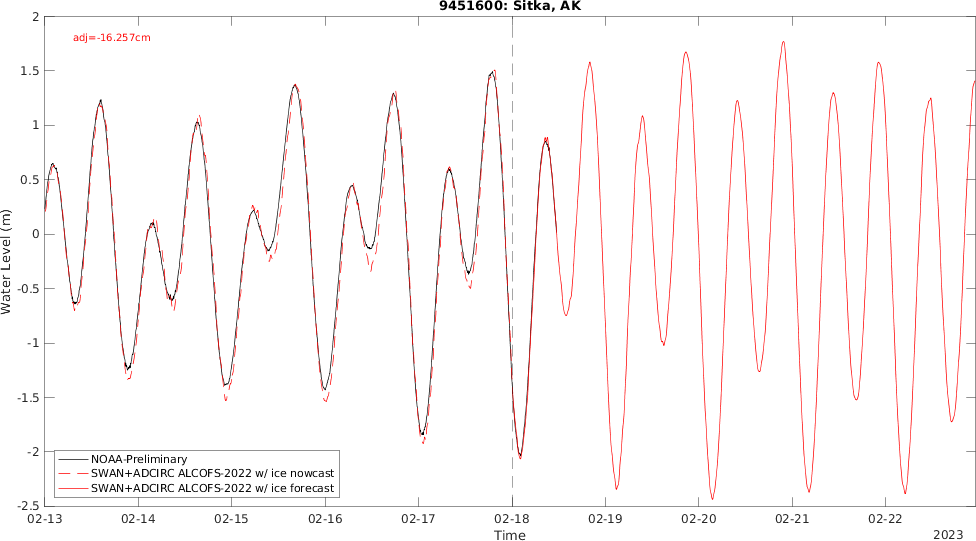 9451600: Sitka, AK
adj=-16.257cm
2
1.5
1
0.5
0
-0.5
-1
-1.5
-2
-2.5
Water Level (m)
NOAA-Preliminary
SWAN+ADCIRC ALCOFS-2022 w/ ice nowcast
SWAN+ADCIRC ALCOFS-2022 w/ ice forecast
02-13 02-14 02-15 02-16 02-17 02-18 02-19 02-20 02-21 02-22
Time
2023